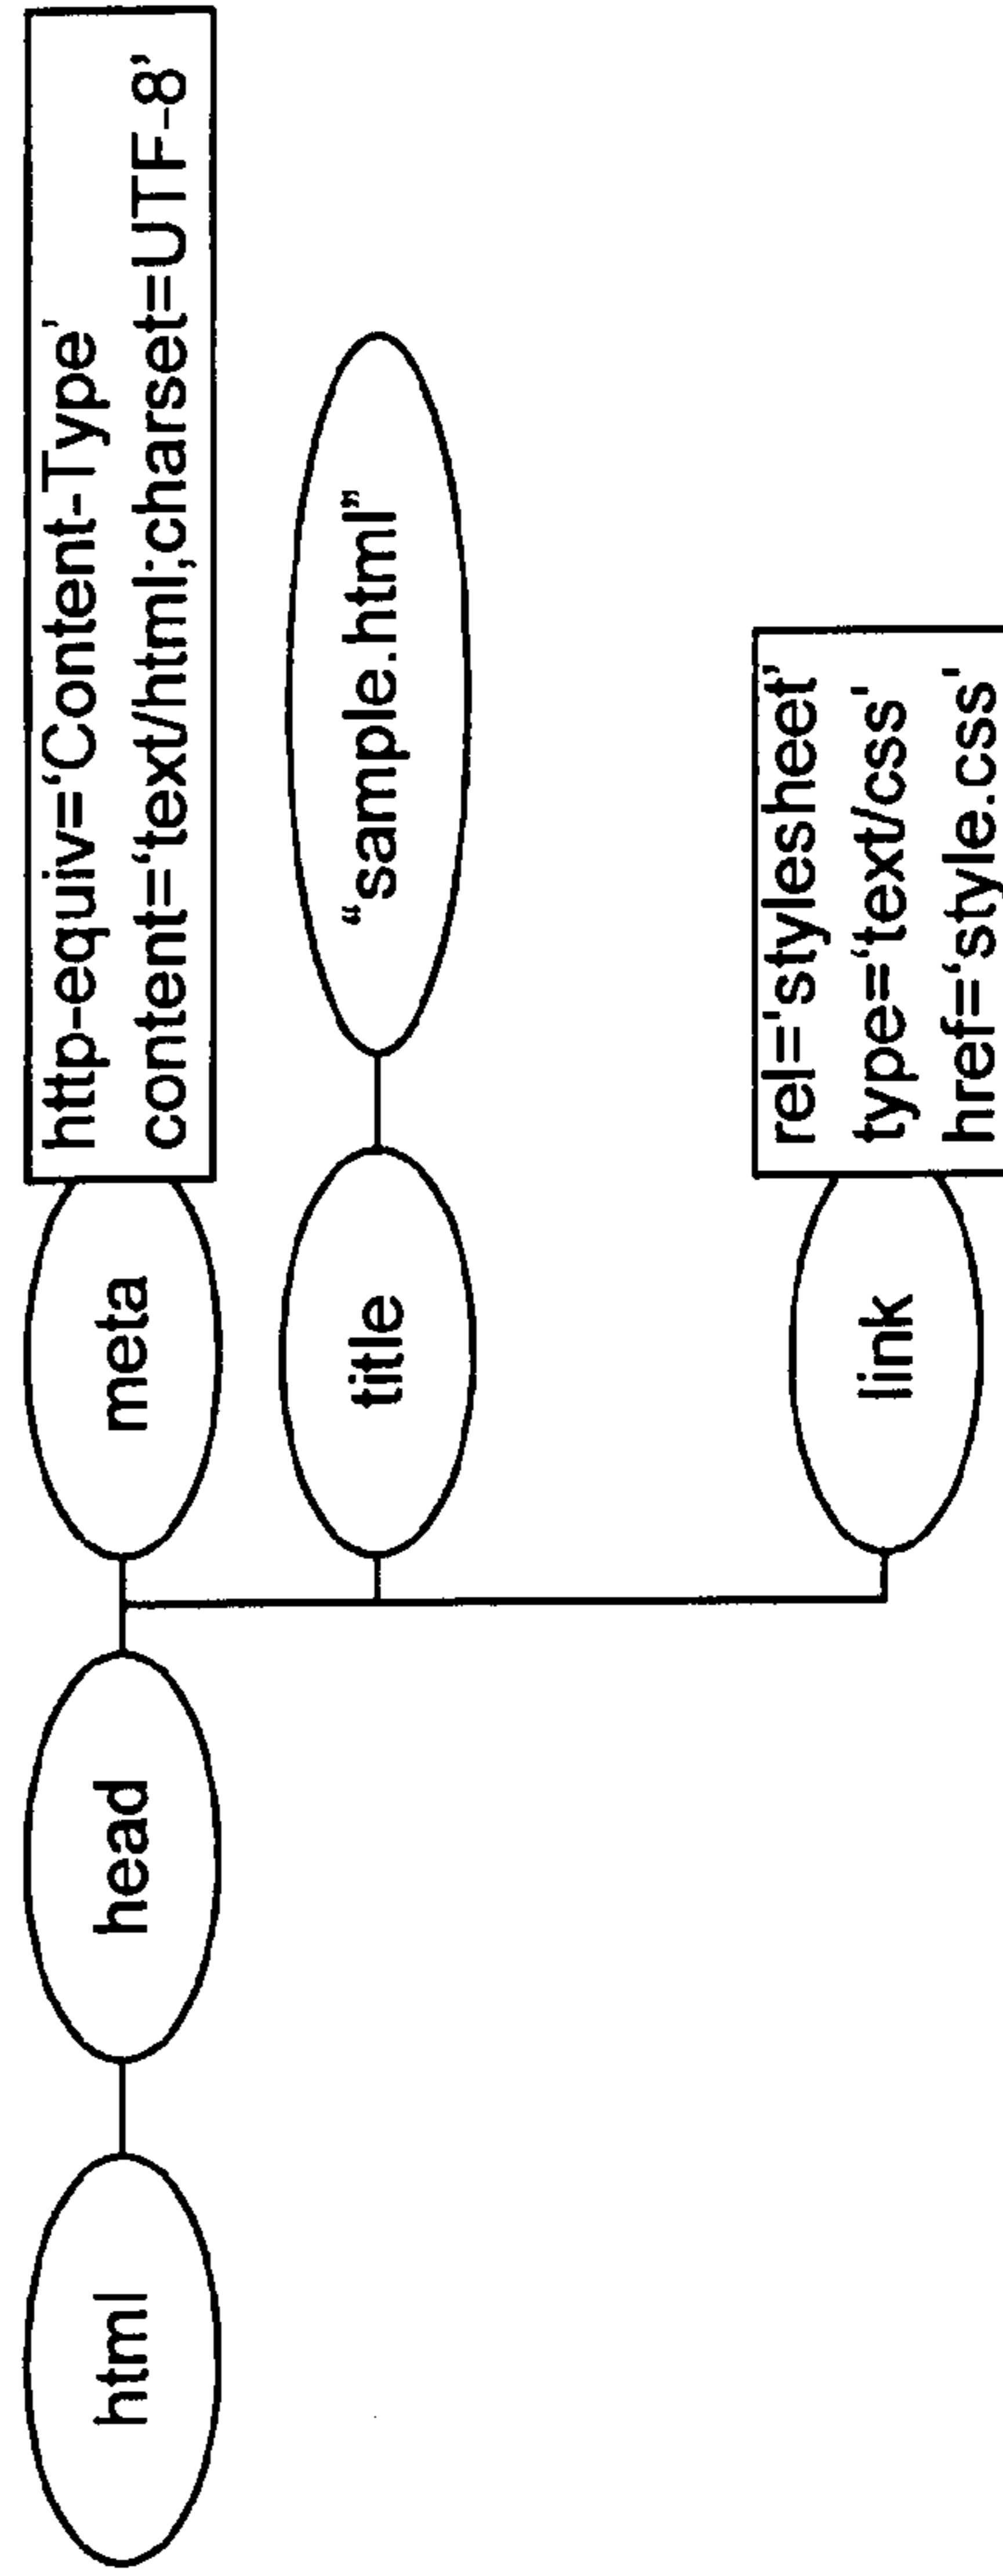 html
head
meta
http-equiv=‘Content-Type’
content=‘text/html;charset=UTF-8’
title
“sample.html”
link
rel='stylesheet’
type=‘text/css'
href=‘style.css'